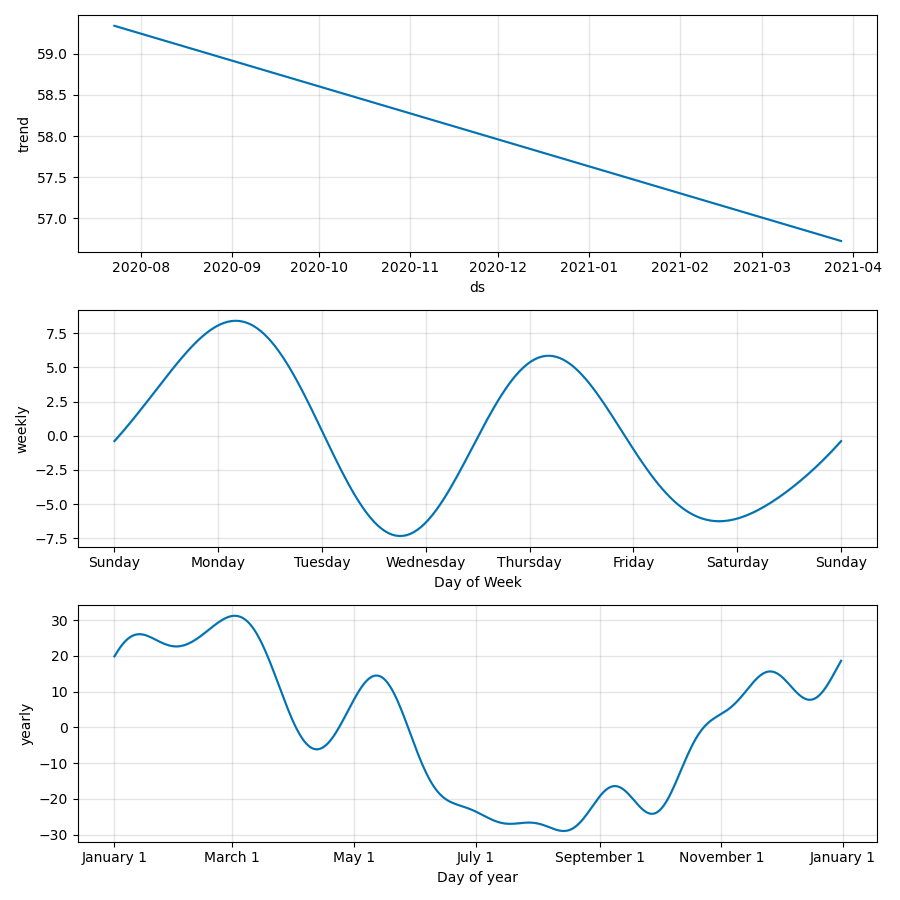 trend
59.0
58.5
58.0
57.5
57.0
2020-08 2020-09 2020-10 2020-11 2020-12 2021-01 2021-02 2021-03 2021-04
ds
weekly
7.5
5.0
2.5
0.0
−2.5
−5.0
−7.5
Sunday Monday Tuesday Wednesday Thursday Friday Saturday Sunday
Day of Week
yearly
30
20
10
0
−10
−20
−30
January 1 March 1 May 1 July 1 September 1 November 1 January 1
Day of year